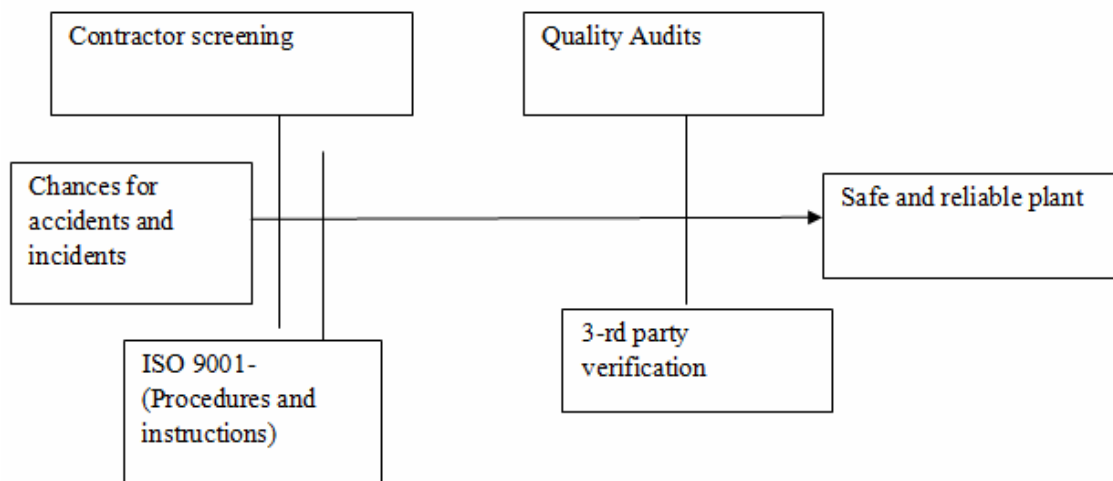 Contractor screening
Quality Audits
Chances for
accidents and
incidents
Safe and reliable plant
ISO 9001-
(Procedures and
instructions)
3-rd party
verification